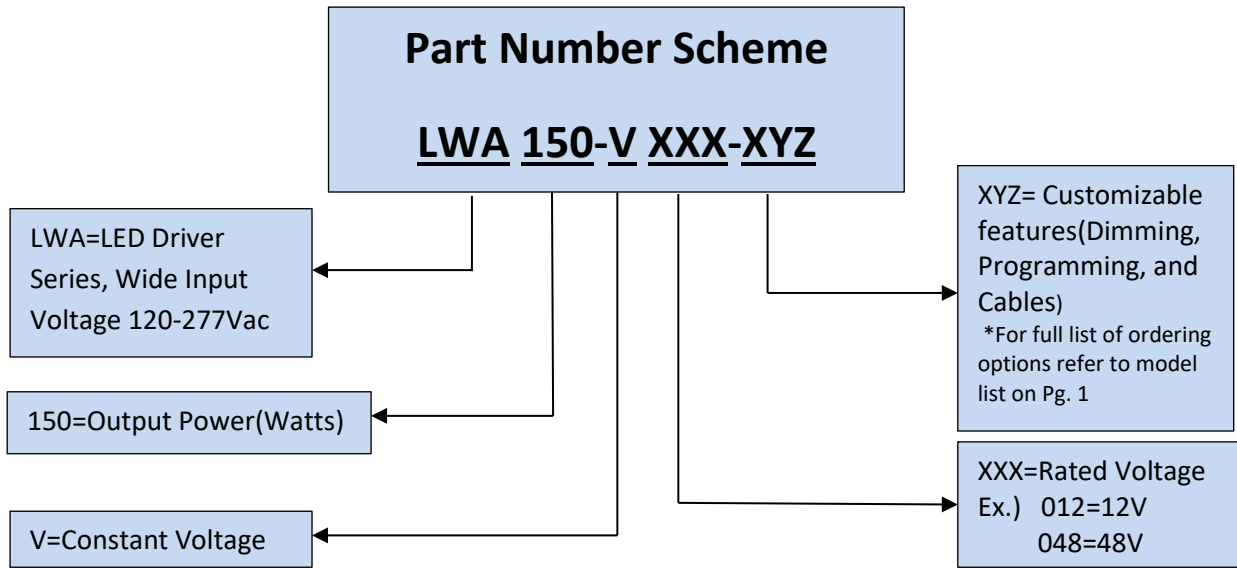 Part Number Scheme
LWA 150-V XXX-XYZ
LWA=LED Driver
Series, Wide Input
Voltage 120-277Vac
150=Output Power(Watts)
V=Constant Voltage
XYZ= Customizable
features(Dimming,
Programming, and
Cables)
*For full list of ordering
options refer to model
list on Pg. 1
XXX=Rated Voltage
Ex.) 012=12V
048=48V